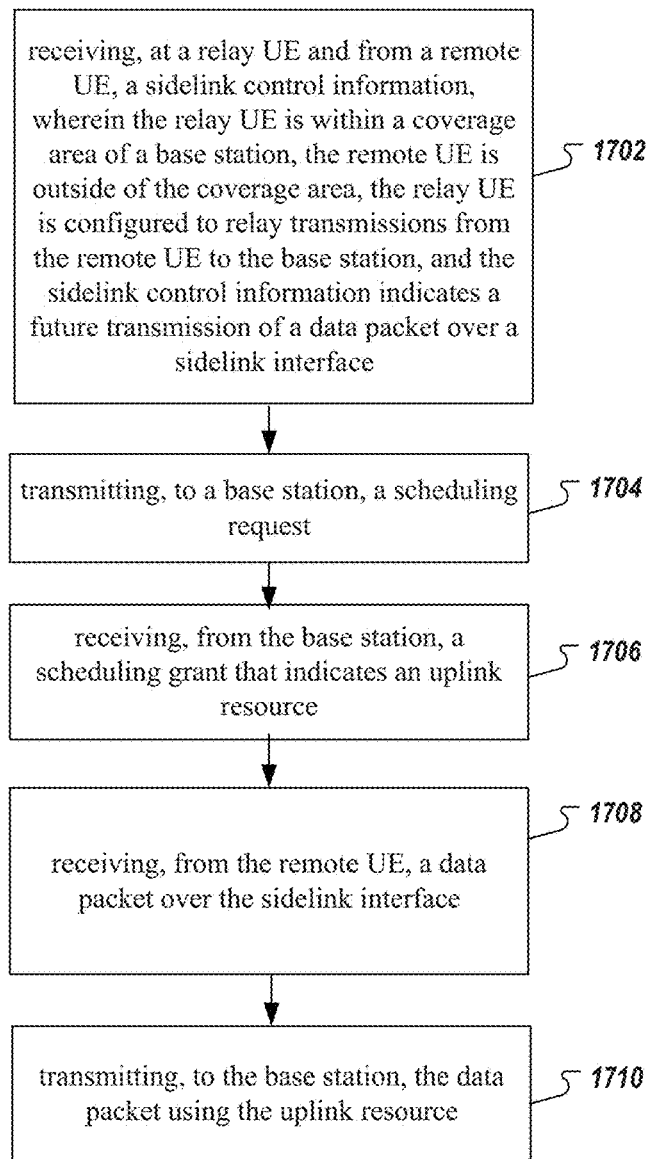 receiving, at a relay UE and from a remote
UE, a sidelink control information,
wherein the relay UE is within a coverage
area of a base station, the remote UE is
outside of the coverage area, the relay UE
is configured to relay transmissions from
the remote UE to the base station, and the
sidelink control information indicates a
future transmission of a data packet over a
sidelink interface
1702
transmitting, to a base station, a scheduling
request
1704
receiving, from the base station, a
scheduling grant that indicates an uplink
resource
1706
receiving, from the remote UE, a data
packet over the sidelink interface
1708
transmitting, to the base station, the data
packet using the uplink resource
1710